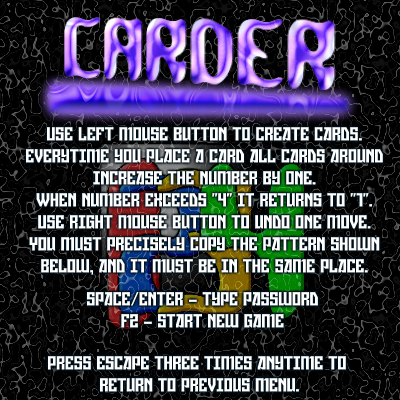 CARDER
USE LEFT MOUSE BUTTON TO CREATE CARDS.
EVERYTIME YOU PLACE A CARD ALL CARDS AROUND
INCREASE THE NUMBER BY ONE.
WHEN NUMBER EXCEEDS "4" IT RETURNS TO "1".
USE RIGHT MOUSE BUTTON TO UNDO ONE MOVE.
YOU MUST PRECISELY COPY THE PATTERN SHOWN
BELOW, AND IT MUST BE IN THE SAME PLACE.
SPACE/ENTER - TYPE PASSWORD
F2 - START NEW GAME
PRESS ESCAPE THREE TIMES ANYTIME TO
RETURN TO PREVIOUS MENU.